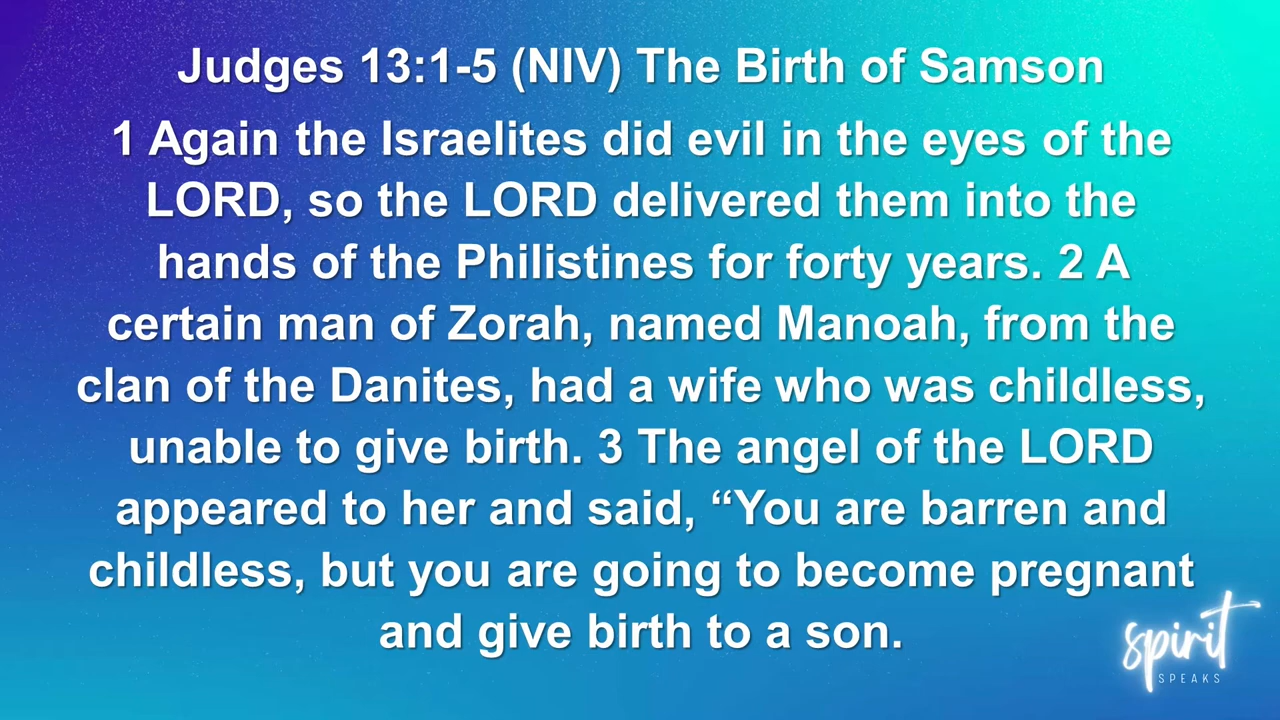 Judges 13:1-5 (NIV) The Birth of Samson
1 Again the Israelites did evil in the eyes of the
LORD, so the LORD delivered them into the
hands of the Philistines for forty years. 2 A
certain man of Zorah, named Manoah, from the
clan of the Danites, had a wife who was childless,
unable to give birth. 3 The angel of the LORD
appeared to her and said, “You are barren and
childless, but you are going to become pregnant
and give birth to a son.
spirit
SPEAKS